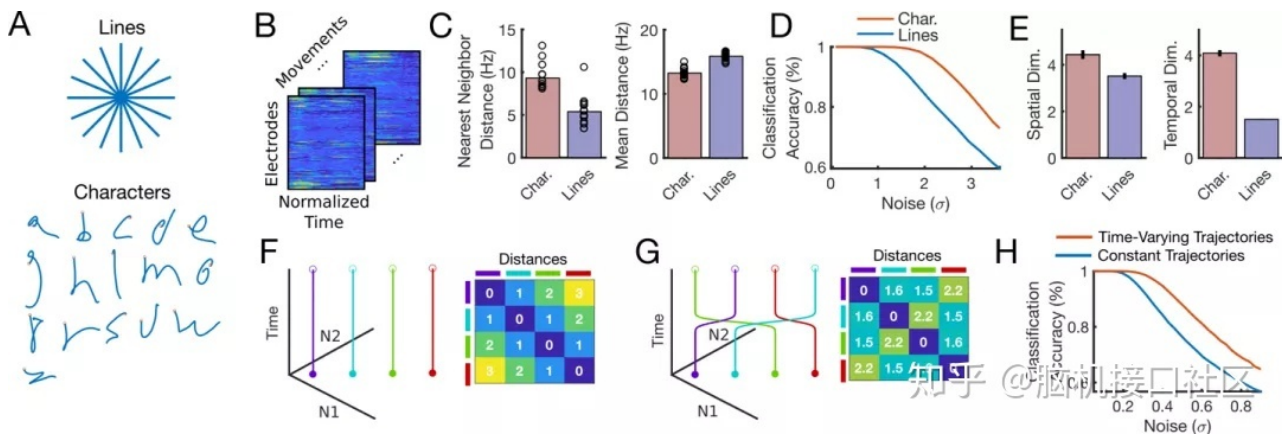 A
Lines
Characters
a b c d e
g h l m o
p r s u w
z
B
Movements
...
...
Electrodes
Normalized
Time
C
Nearest Neighbor
Distance (Hz)
15
10
5
0
Char.
Lines
Mean Distance (Hz)
20
10
0
Char.
Lines
D
Char.
Lines
Classification
Accuracy (%)
1
0.8
0.6
0
1
2
3
Noise (σ)
E
Spatial Dim.
4
2
0
Char.
Lines
Temporal Dim.
4
2
0
Char.
Lines
F
Time
N2
N1
Distances
0 1 2 3
1 0 1 2
2 1 0 1
3 2 1 0
G
Time
N2
N1
Distances
0 1.6 1.5 2.2
1.6 0 2.2 1.5
1.5 2.2 0 1.6
2.2 1.5
H
Time-Varying Trajectories
Constant Trajectories
Classification
Accuracy (%)
1
0.8
0.6
0.2
0.4
0.6
0.8
Noise (σ)
知乎 @脑机接口社区